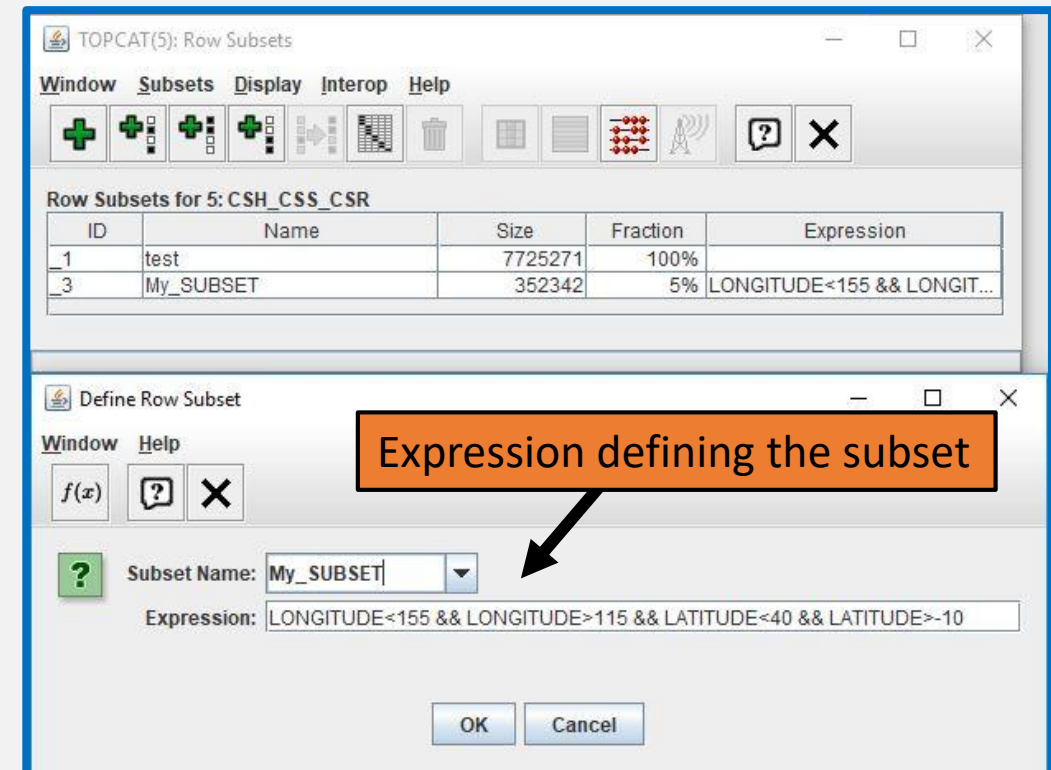 TOPCAT(5): Row Subsets
Window Subsets Display Interop Help
Row Subsets for 5: CSH_CSS_CSR
ID Name Size Fraction Expression
_1 test 7725271 100%
_3 My_SUBSET 352342 5% LONGITUDE<155 && LONGIT...
Define Row Subset
Window Help
Expression defining the subset
f(x)
Subset Name: My_SUBSET
Expression: LONGITUDE<155 && LONGITUDE>115 && LATITUDE<40 && LATITUDE>-10
OK Cancel